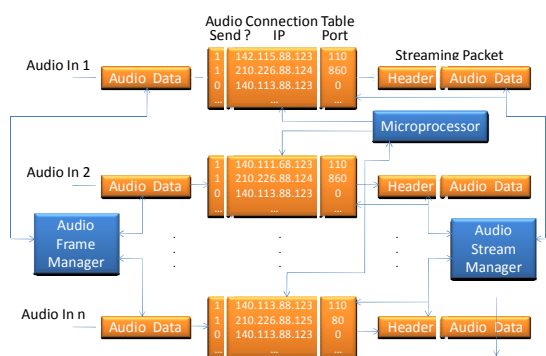 Audio Connection Table
Send ? IP Port
Streaming Packet
Audio In 1
Audio Data
1 142.115.88.123 110
1 210.226.88.124 860
0 140.113.88.123 0
... ... ...
Header Audio Data
Microprocessor
Audio In 2
Audio Data
1 140.111.68.123 110
1 210.226.88.124 860
0 140.113.88.123 0
... ... ...
Header Audio Data
Audio
Frame
Manager
Audio
Stream
Manager
Audio In n
Audio Data
1 140.113.88.123 110
1 210.226.88.125 80
0 140.113.88.123 0
... ... ...
Header Audio Data